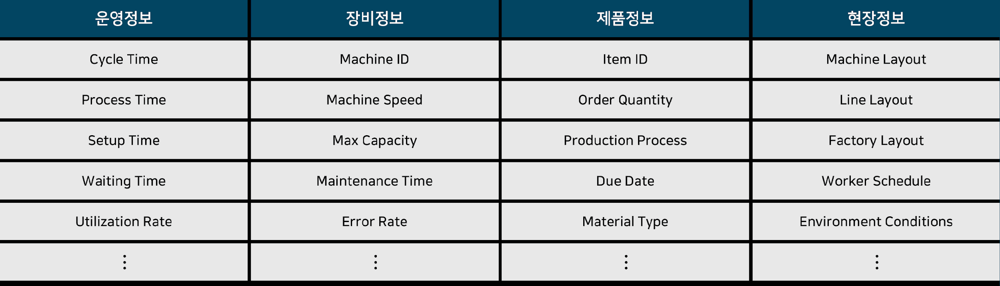 운영정보 장비정보 제품정보 현장정보
Cycle Time Machine ID Item ID Machine Layout
Process Time Machine Speed Order Quantity Line Layout
Setup Time Max Capacity Production Process Factory Layout
Waiting Time Maintenance Time Due Date Worker Schedule
Utilization Rate Error Rate Material Type Environment Conditions
⋮ ⋮ ⋮ ⋮